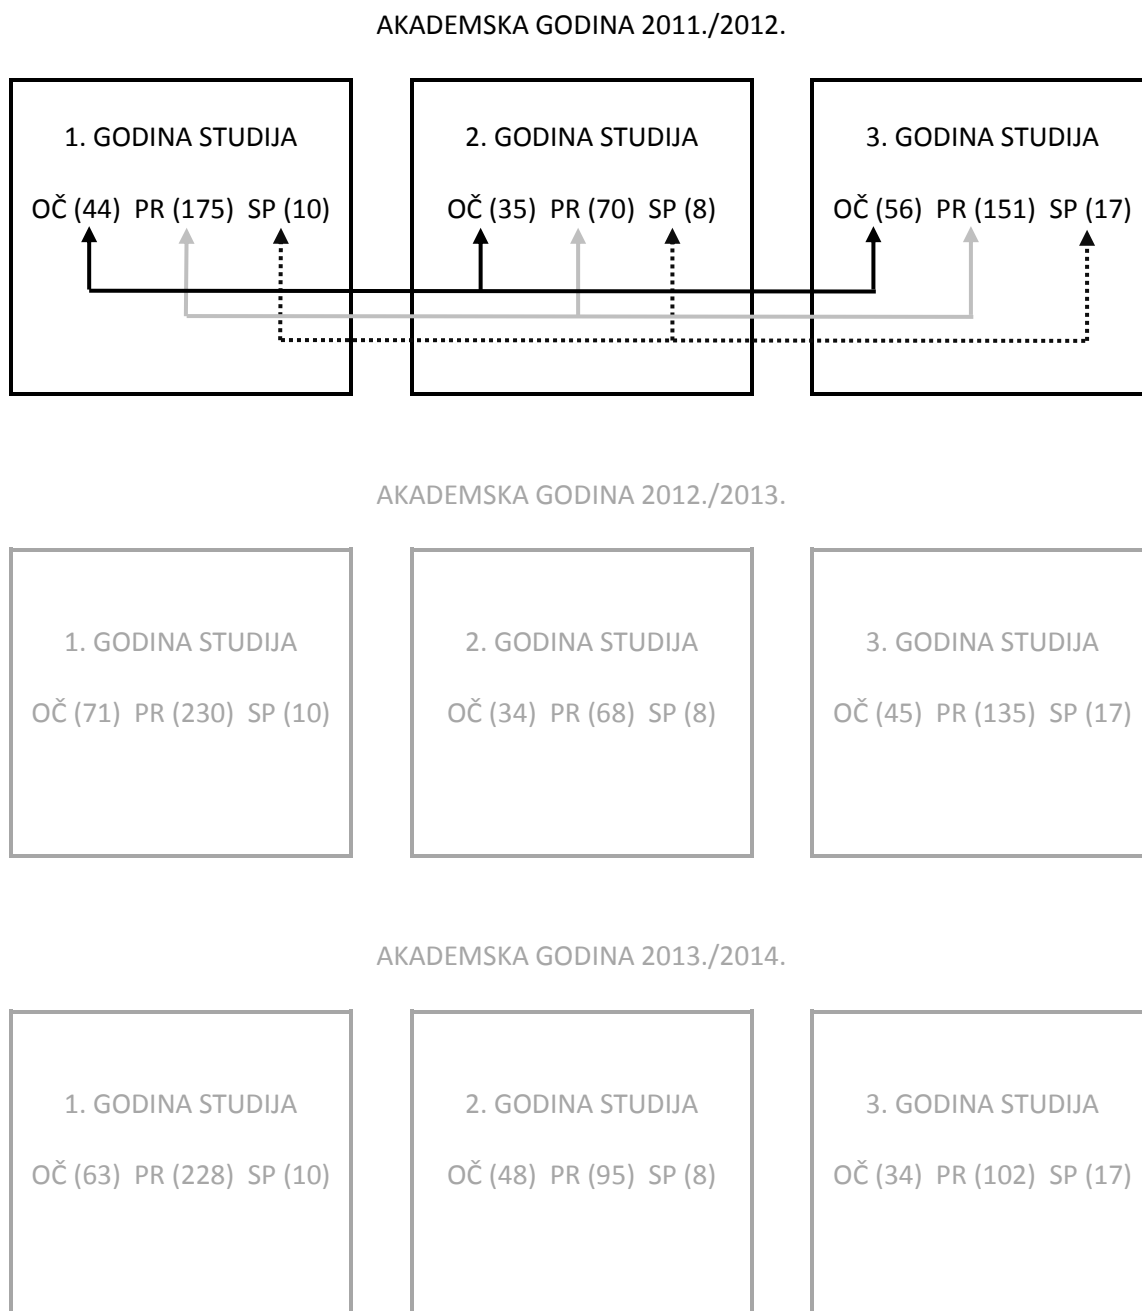 AKADEMSKA GODINA 2011./2012.
1. GODINA STUDIJA
OČ (44) PR (175) SP (10)
2. GODINA STUDIJA
OČ (35) PR (70) SP (8)
3. GODINA STUDIJA
OČ (56) PR (151) SP (17)
AKADEMSKA GODINA 2012./2013.
1. GODINA STUDIJA
OČ (71) PR (230) SP (10)
2. GODINA STUDIJA
OČ (34) PR (68) SP (8)
3. GODINA STUDIJA
OČ (45) PR (135) SP (17)
AKADEMSKA GODINA 2013./2014.
1. GODINA STUDIJA
OČ (63) PR (228) SP (10)
2. GODINA STUDIJA
OČ (48) PR (95) SP (8)
3. GODINA STUDIJA
OČ (34) PR (102) SP (17)